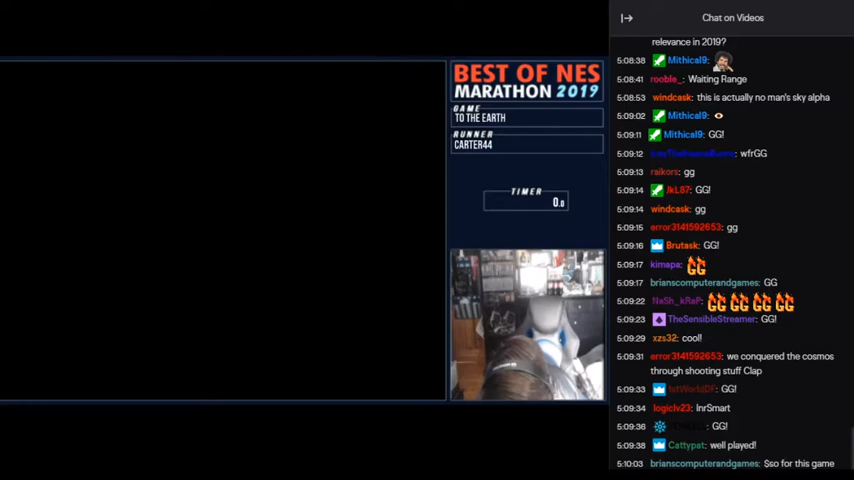 Chat on Videos
relevance in 2019?
5:08:38 Mithical9:
5:08:41 rooble_: Waiting Range
5:08:53 windcask: this is actually no man's sky alpha
5:09:02 Mithical9:
5:09:11 Mithical9: GG!
5:09:12 wfrGG
5:09:13 raikors: gg
5:09:14 JkL87: GG!
5:09:14 windcask: gg
5:09:15 error3141592653: gg
5:09:16 Brutask: GG!
5:09:17 kimapa: GG
5:09:17 brianscomputerandgames: GG
5:09:22 NaSh_kRaP: GG GG GG GG
5:09:23 TheSensibleStreamer: GG!
5:09:29 xzs32: cool!
5:09:31 error3141592653: we conquered the cosmos
through shooting stuff Clap
5:09:33 1stWorldDF: GG!
5:09:34 logiclv23: lnrSmart
5:09:36 GG!
5:09:38 Cattypat: well played!
5:10:03 brianscomputerandgames: $so for this game
BEST OF NES
MARATHON 2019
GAME
TO THE EARTH
RUNNER
CARTER44
TIMER
0.0